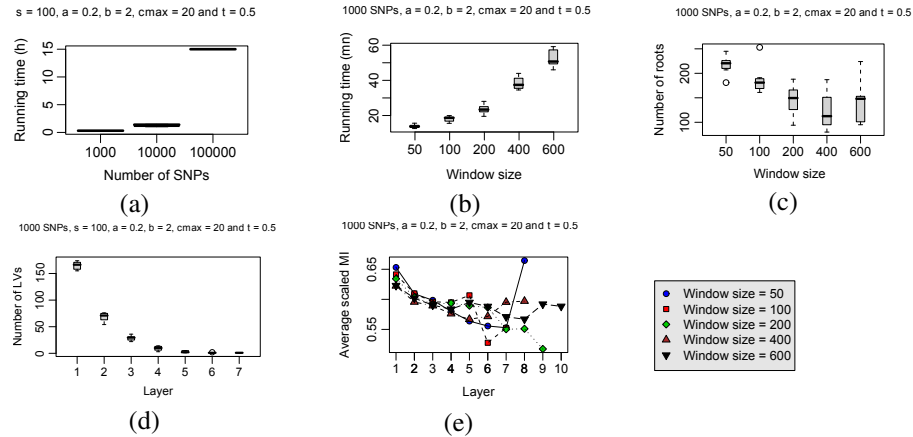 s = 100, a = 0.2, b = 2, cmax = 20 and t = 0.5
Running time (h)
15
10
5
0
1000
10000
100000
Number of SNPs
(a)
1000 SNPs, a = 0.2, b = 2, cmax = 20 and t = 0.5
Running time (mn)
60
40
20
50
100
200
400
600
Window size
(b)
1000 SNPs, a = 0.2, b = 2, cmax = 20 and t = 0.5
Number of roots
200
100
50
100
200
400
600
Window size
(c)
1000 SNPs, s = 100, a = 0.2, b = 2, cmax = 20 and t = 0.5
Number of LVs
150
100
50
0
1
2
3
4
5
6
7
Layer
(d)
1000 SNPs, a = 0.2, b = 2, cmax = 20 and t = 0.5
Average scaled MI
0.65
0.55
1
2
3
4
5
6
7
8
9
10
Layer
(e)
Window size = 50
Window size = 100
Window size = 200
Window size = 400
Window size = 600